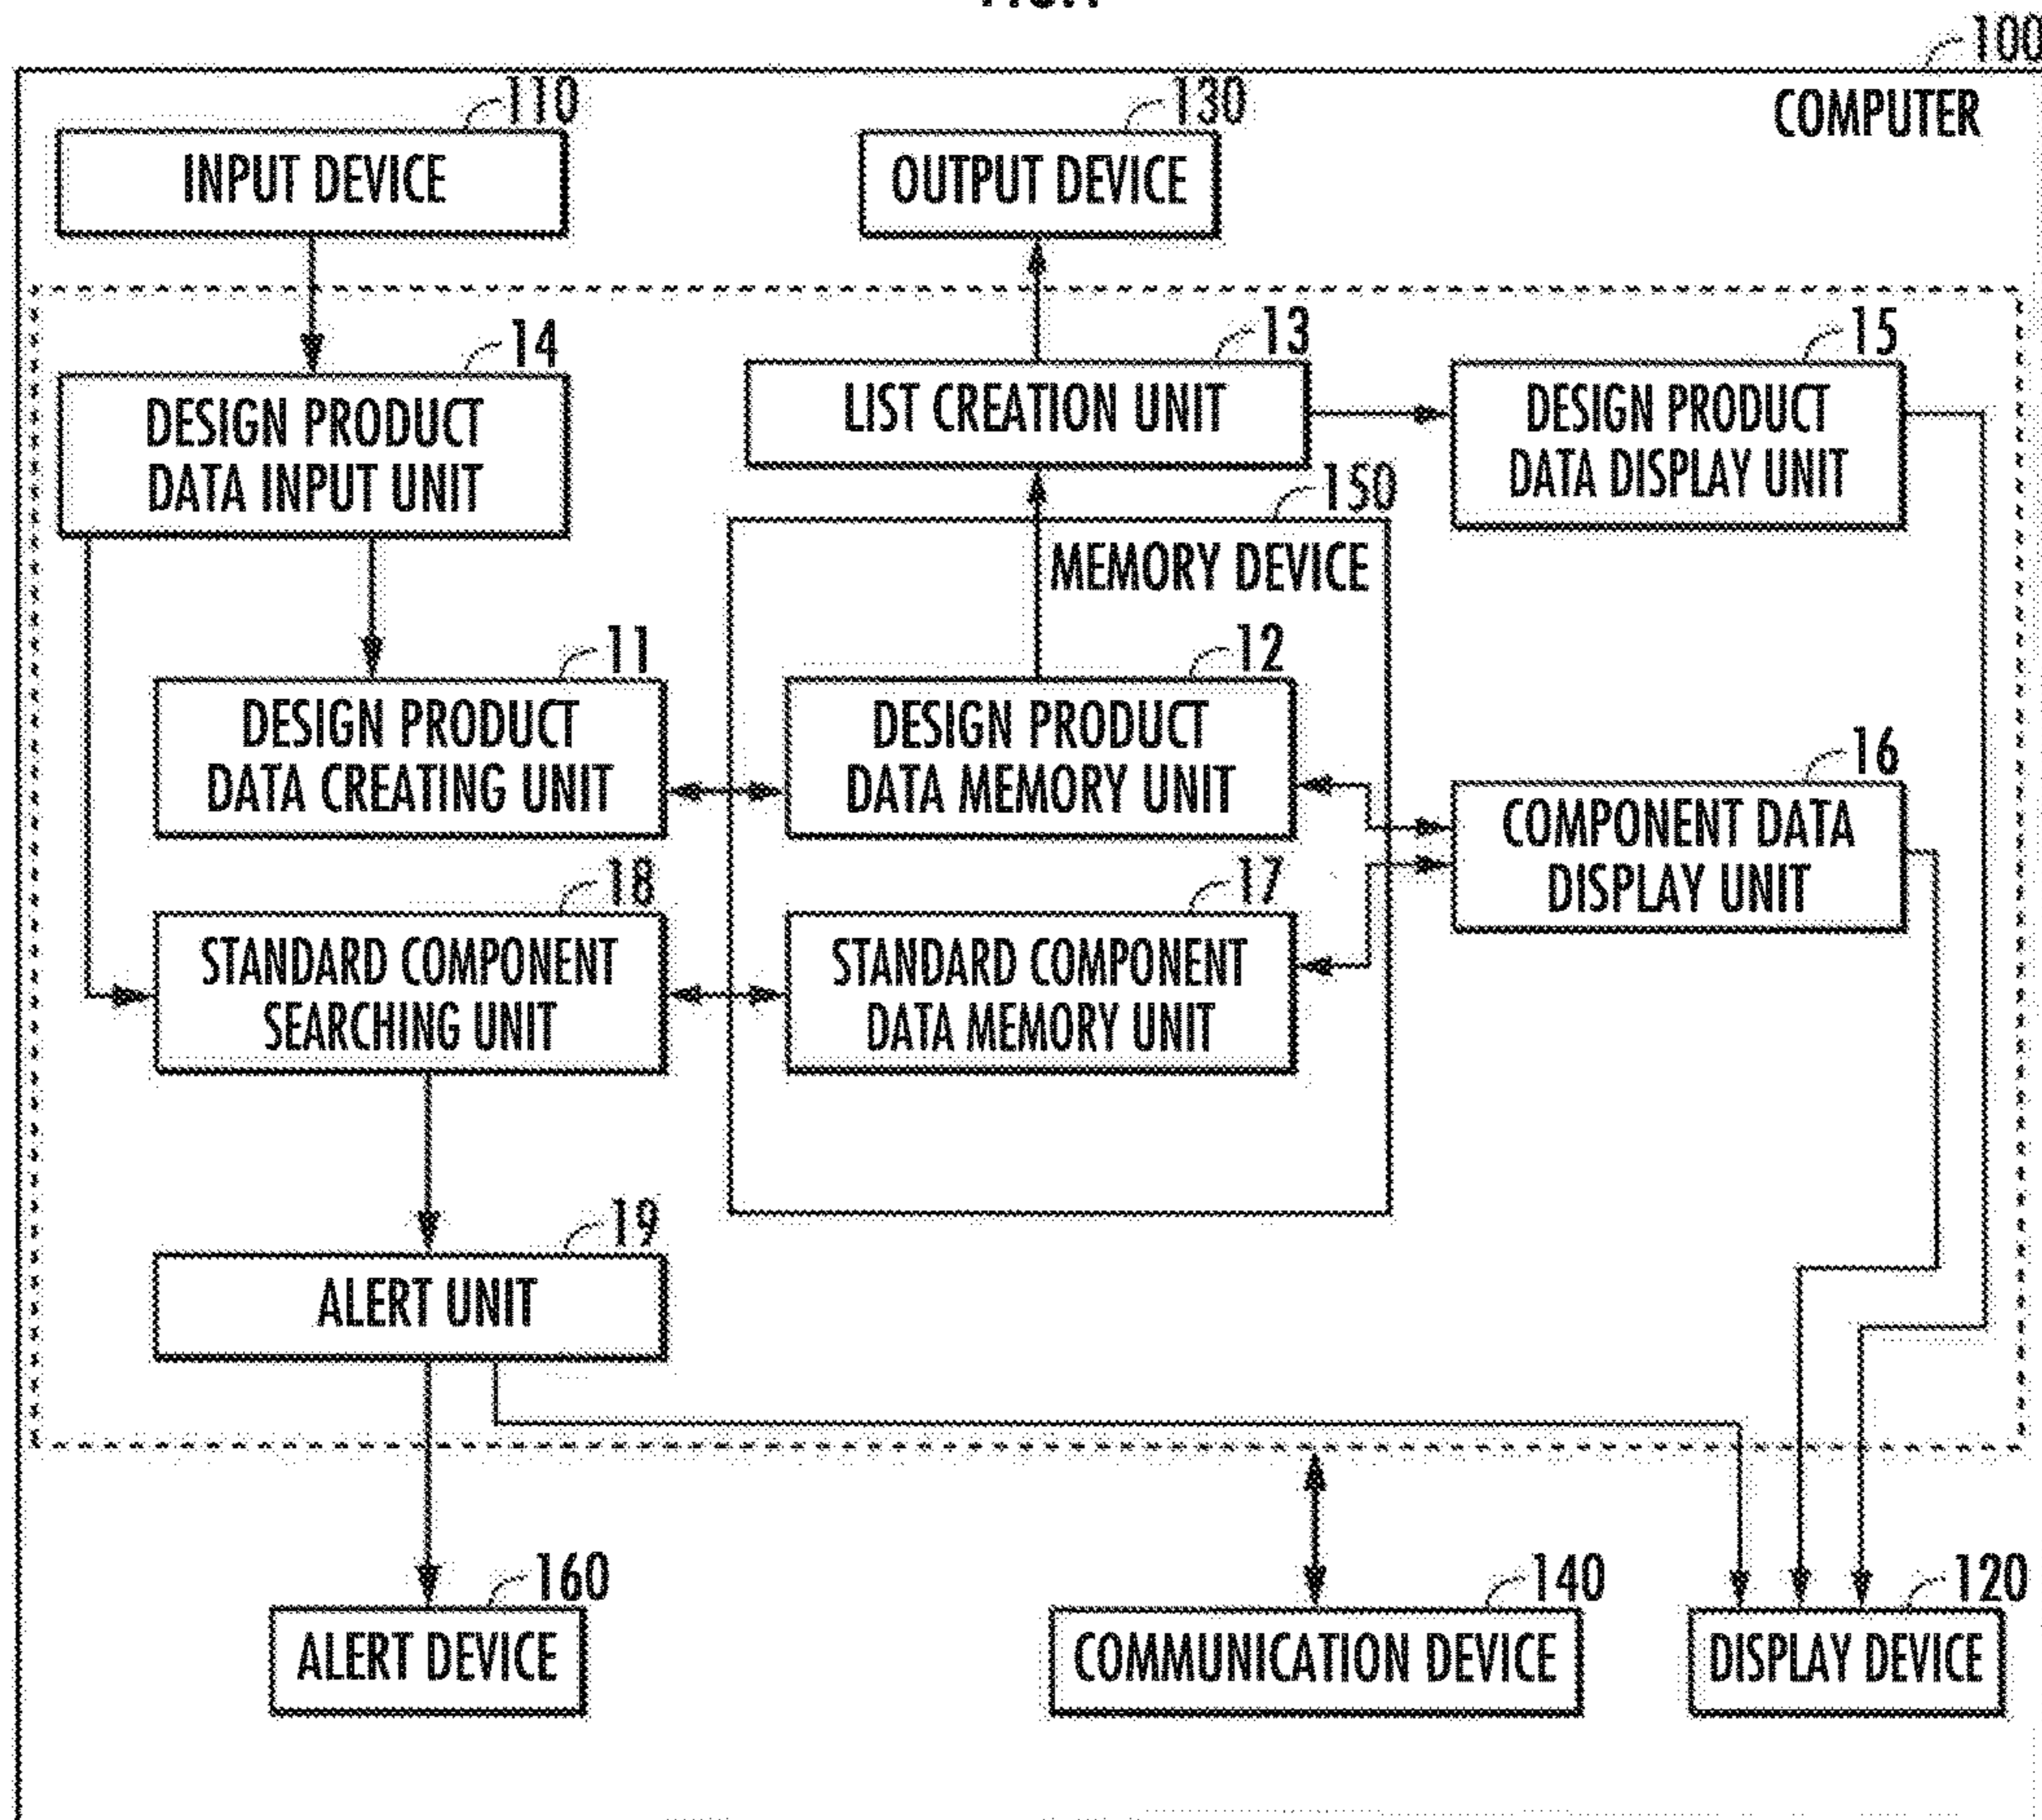 100
COMPUTER
110
INPUT DEVICE
130
OUTPUT DEVICE
14
DESIGN PRODUCT
DATA INPUT UNIT
13
LIST CREATION UNIT
15
DESIGN PRODUCT
DATA DISPLAY UNIT
150
MEMORY DEVICE
11
DESIGN PRODUCT
DATA CREATING UNIT
12
DESIGN PRODUCT
DATA MEMORY UNIT
16
COMPONENT DATA
DISPLAY UNIT
18
STANDARD COMPONENT
SEARCHING UNIT
17
STANDARD COMPONENT
DATA MEMORY UNIT
19
ALERT UNIT
160
ALERT DEVICE
140
COMMUNICATION DEVICE
120
DISPLAY DEVICE